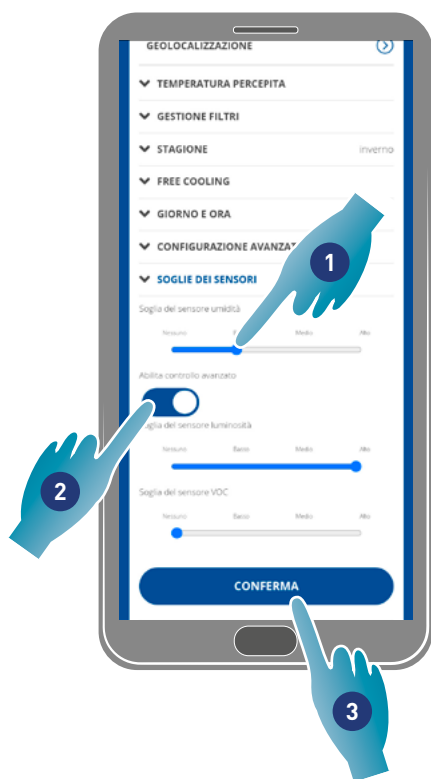 GEOLOCALIZZAZIONE
TEMPERATURA PERCEPITA
GESTIONE FILTRI
STAGIONE inverno
FREE COOLING
GIORNO E ORA
CONFIGURAZIONE AVANZAT
1
SOGLIE DEI SENSORI
Soglia del sensore umidità
Nessuno Medio Alto
Abilita controllo avanzato
2
oglia del sensore luminosità
Nessuno Basso Medio Alto
Soglia del sensore VOC
Nessuno Basso Medio Alto
CONFERMA
3